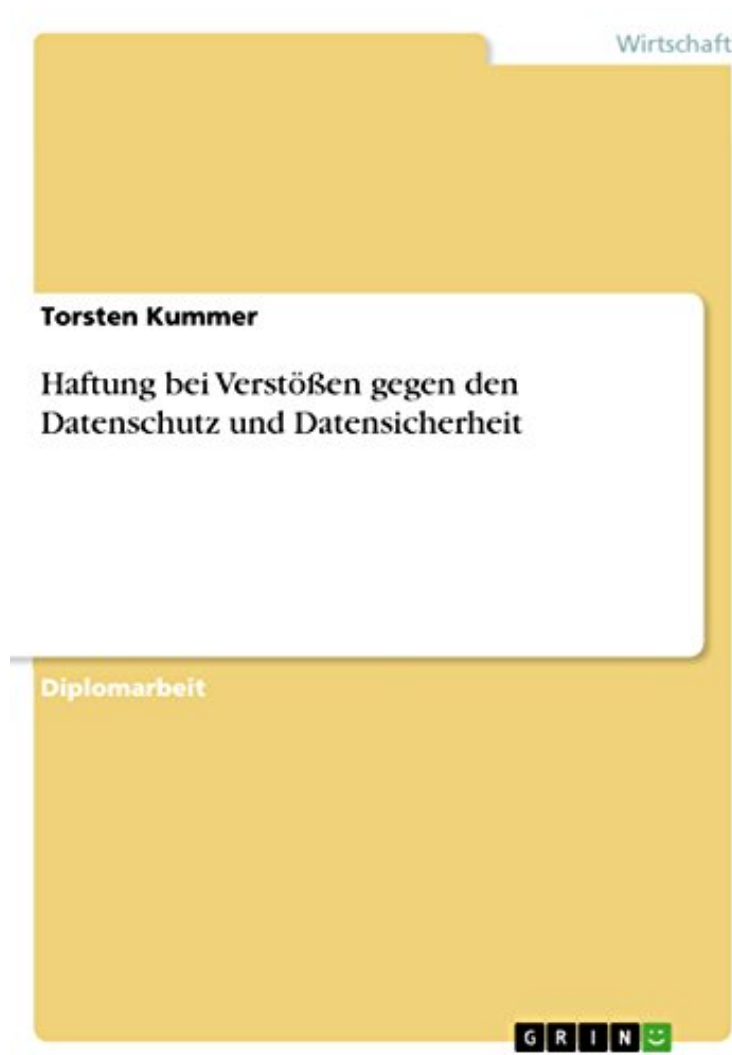 Wirtschaft
Torsten Kummer
Haftung bei Verstößen gegen den
Datenschutz und Datensicherheit
Diplomarbeit
GRIN